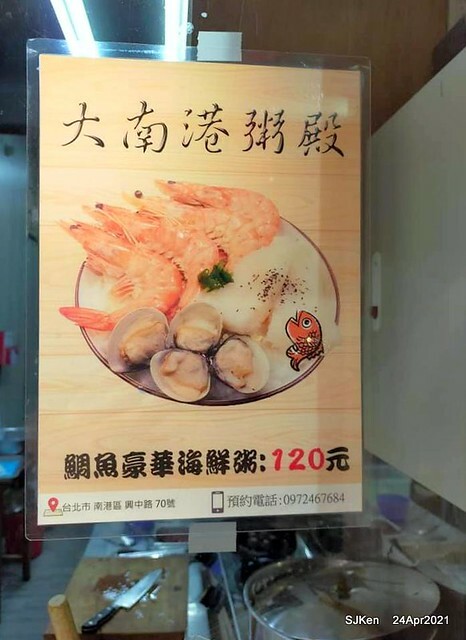 大南港粥殿
鯛魚豪華海鮮粥:120元
台北市 南港區 興中路 70號
預約電話:0972467684
SJKen 24Apr2021